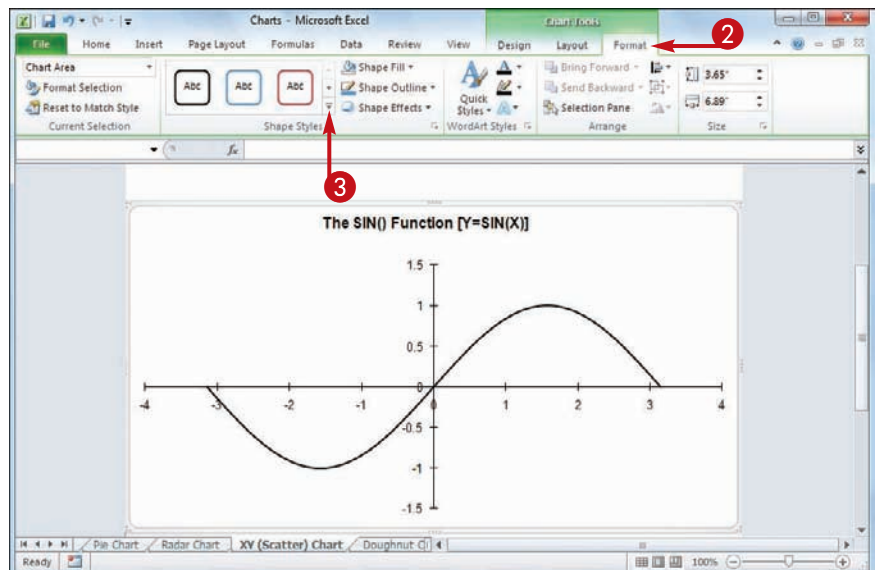 Charts - Microsoft Excel
Chart Tools
File Home Insert Page Layout Formulas Data Review View Design Layout Format
2
Chart Area
Format Selection
Reset to Match Style
Current Selection
Abc Abc Abc
Shape Fill
Shape Outline
Shape Effects
Shape Styles
Quick Styles
WordArt Styles
Bring Forward
Send Backward
Selection Pane
Arrange
3.65"
6.89"
Size
fx
3
The SIN() Function [Y=SIN(X)]
1.5
1
0.5
0
-4 -3 -2 -1 0 1 2 3 4
-0.5
-1
-1.5
Pie Chart Radar Chart XY (Scatter) Chart Doughnut
Ready
100%